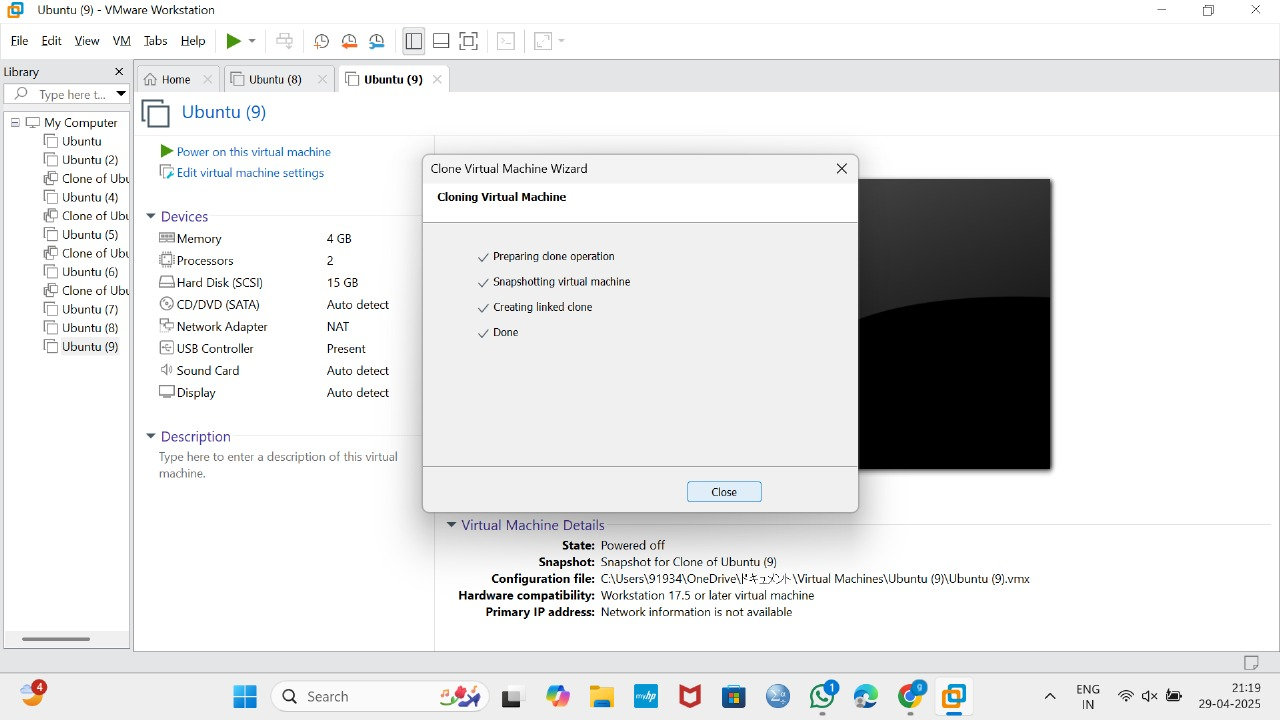 Ubuntu (9) - VMware Workstation
File Edit View VM Tabs Help
Library
Type here t...
My Computer
Ubuntu
Ubuntu (2)
Clone of Ubu
Ubuntu (4)
Clone of Ubu
Ubuntu (5)
Clone of Ubu
Ubuntu (6)
Clone of Ubu
Ubuntu (7)
Ubuntu (8)
Ubuntu (9)
Home Ubuntu (8) Ubuntu (9)
Ubuntu (9)
Power on this virtual machine
Edit virtual machine settings
Devices
Memory 4 GB
Processors 2
Hard Disk (SCSI) 15 GB
CD/DVD (SATA) Auto detect
Network Adapter NAT
USB Controller Present
Sound Card Auto detect
Display Auto detect
Description
Type here to enter a description of this virtual
machine.
Clone Virtual Machine Wizard
Cloning Virtual Machine
Preparing clone operation
Snapshotting virtual machine
Creating linked clone
Done
Close
Virtual Machine Details
State: Powered off
Snapshot: Snapshot for Clone of Ubuntu (9)
Configuration file: C:\Users\91934\OneDrive\ドキュメント\Virtual Machines\Ubuntu (9)\Ubuntu (9).vmx
Hardware compatibility: Workstation 17.5 or later virtual machine
Primary IP address: Network information is not available
4
Search
myhp
1
g
ENG
IN
21:19
29-04-2025